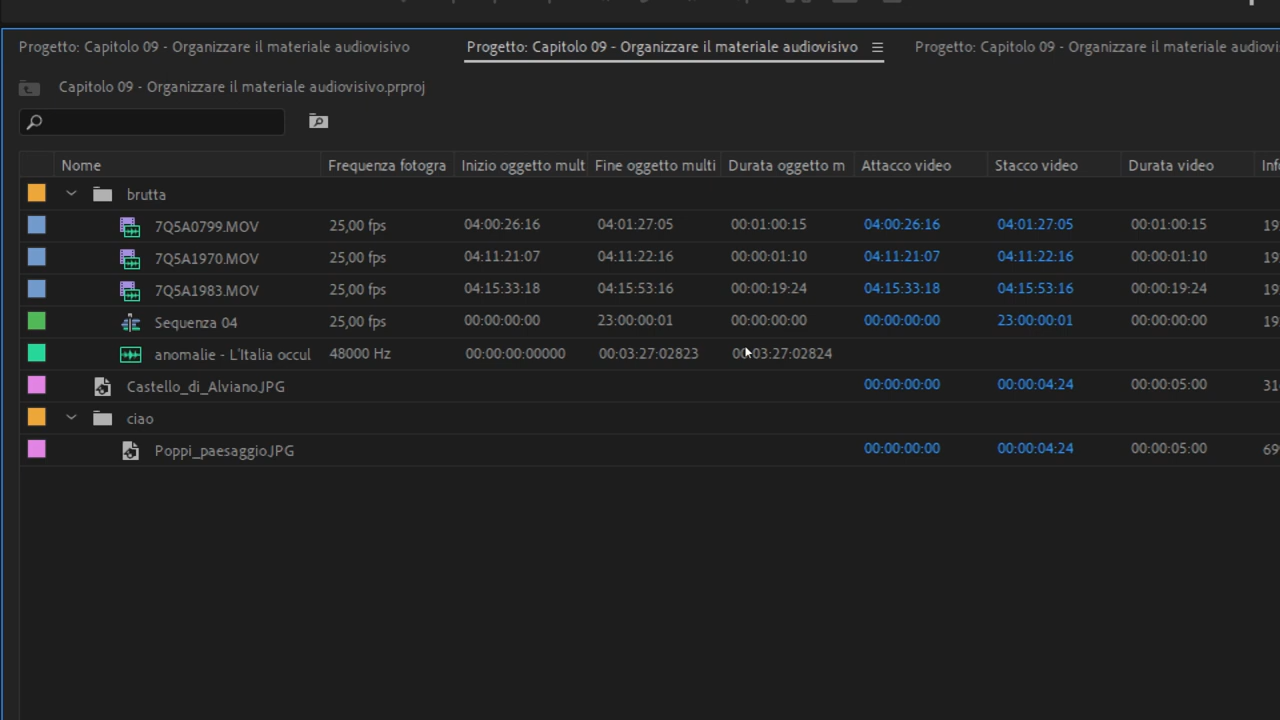 Progetto: Capitolo 09 - Organizzare il materiale audiovisivo Progetto: Capitolo 09 - Organizzare il materiale audiovisivo Progetto: Capitolo 09 - Organizzare il materiale audiovi
Capitolo 09 - Organizzare il materiale audiovisivo.prproj
Nome Frequenza fotogra Inizio oggetto mult Fine oggetto multi Durata oggetto m Attacco video Stacco video Durata video Inf
brutta
7Q5A0799.MOV 25,00 fps 04:00:26:16 04:01:27:05 00:01:00:15 04:00:26:16 04:01:27:05 00:01:00:15 19
7Q5A1970.MOV 25,00 fps 04:11:21:07 04:11:22:16 00:00:01:10 04:11:21:07 04:11:22:16 00:00:01:10 19
7Q5A1983.MOV 25,00 fps 04:15:33:18 04:15:53:16 00:00:19:24 04:15:33:18 04:15:53:16 00:00:19:24 19
Sequenza 04 25,00 fps 00:00:00:00 23:00:00:01 00:00:00:00 00:00:00:00 23:00:00:01 00:00:00:00 19
anomalie - L'Italia occul 48000 Hz 00:00:00:00000 00:03:27:02823 00:03:27:02824
Castello_di_Alviano.JPG 00:00:00:00 00:00:04:24 00:00:05:00 31
ciao
Poppi_paesaggio.JPG 00:00:00:00 00:00:04:24 00:00:05:00 69